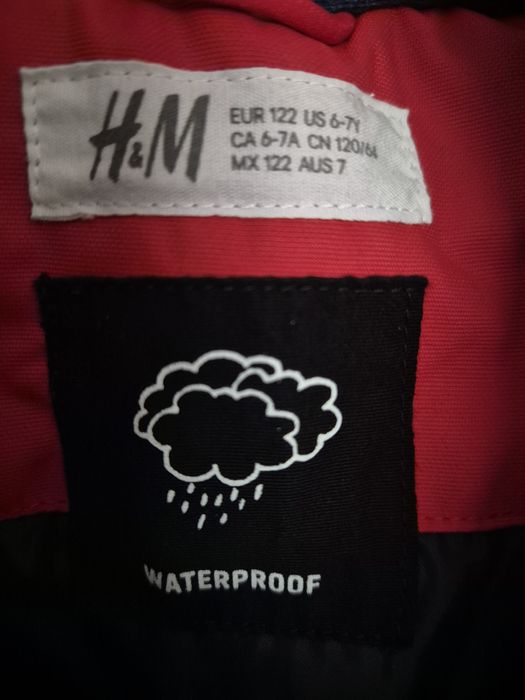 H&M
EUR 122 US 6-7Y
CA 6-7A CN 120/64
MX 122 AUS 7
WATERPROOF